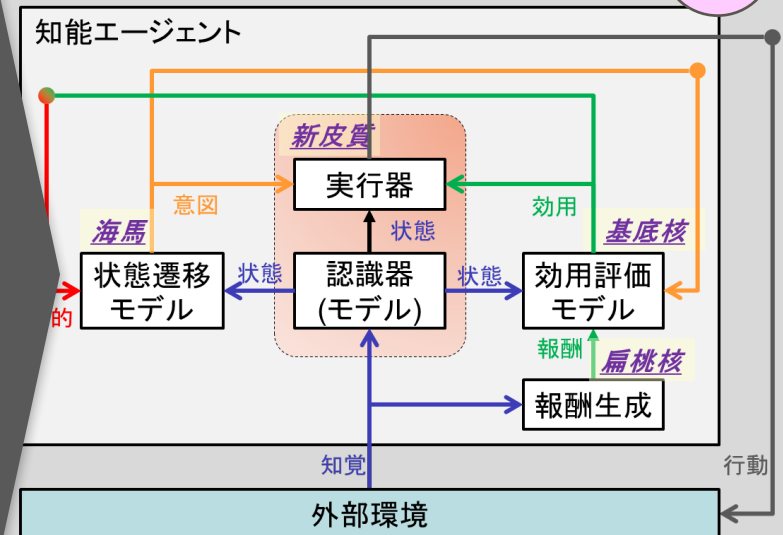 知能エージェント
新皮質
実行器
意図
効用
海馬
状態
基底核
状態遷移
モデル
状態
認識器
(モデル)
状態
効用評価
モデル
的
報酬
扁桃核
報酬生成
知覚
行動
外部環境